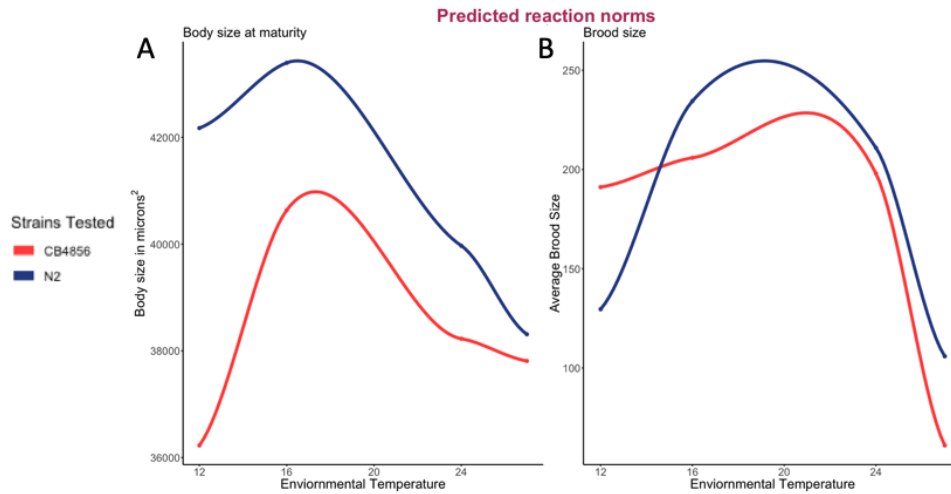 Predicted reaction norms
A
Body size at maturity
B
Brood size
Strains Tested
CB4856
N2
Body size in microns²
42000
40000
38000
36000
12
16
20
24
Enviornmental Temperature
Average Brood Size
250
200
150
100
12
16
20
24
Enviornmental Temperature